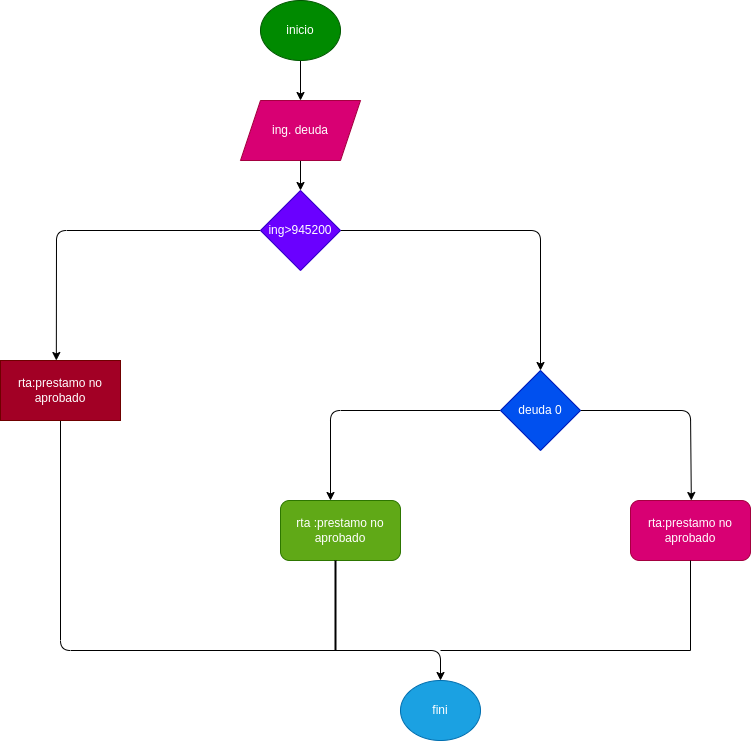 inicio
ing. deuda
ing>945200
rta:prestamo no
aprobado
deuda 0
rta :prestamo no
aprobado
rta:prestamo no
aprobado
fini